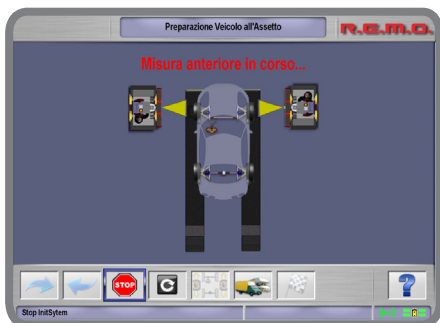 Preparazione Veicolo all'Assetto
R.E.M.O.
Misura anteriore in corso...
STOP
C
?
Stop InitSytem